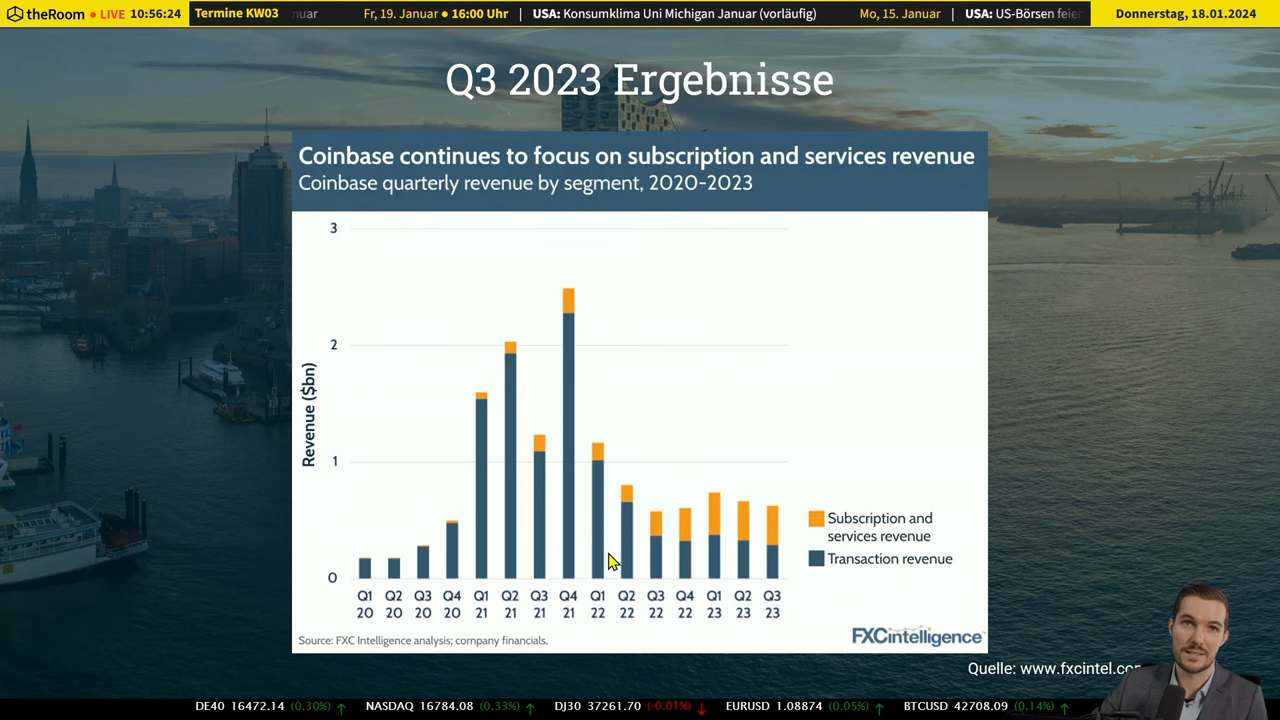 theRoom • LIVE 10:56:24
Termine KW03
nuar Fr, 19. Januar • 16:00 Uhr | USA: Konsumklima Uni Michigan Januar (vorläufig) Mo, 15. Januar | USA: US-Börsen feie
Donnerstag, 18.01.2024
Q3 2023 Ergebnisse
Coinbase continues to focus on subscription and services revenue
Coinbase quarterly revenue by segment, 2020-2023
Revenue ($bn)
3
2
1
0
Q1 Q2 Q3 Q4 Q1 Q2 Q3 Q4 Q1 Q2 Q3 Q4 Q1 Q2 Q3
20 20 20 20 21 21 21 21 22 22 22 22 23 23 23
Subscription and
services revenue
Transaction revenue
Source: FXC Intelligence analysis; company financials.
FXCintelligence
Quelle: www.fxcintel.co
DE40 16472.14 (0.30%) ↑ NASDAQ 16784.08 (0.33%) ↑ DJ30 37261.70 (-0.01%) ↓ EURUSD 1.08874 (0.05%) ↑ BTCUSD 42708.09 (0.14%) ↑